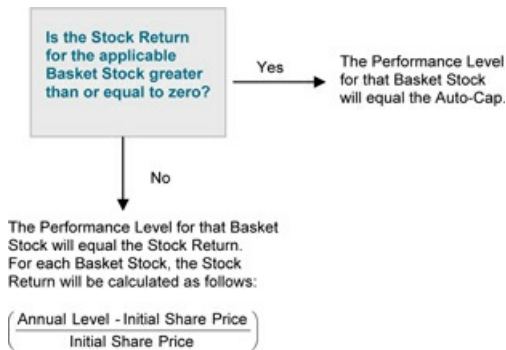 Is the Stock Return
for the applicable
Basket Stock greater
than or equal to zero?
Yes
The Performance Level
for that Basket Stock
will equal the Auto-Cap.
No
The Performance Level for that Basket
Stock will equal the Stock Return.
For each Basket Stock, the Stock
Return will be calculated as follows:
Annual Level - Initial Share Price
Initial Share Price